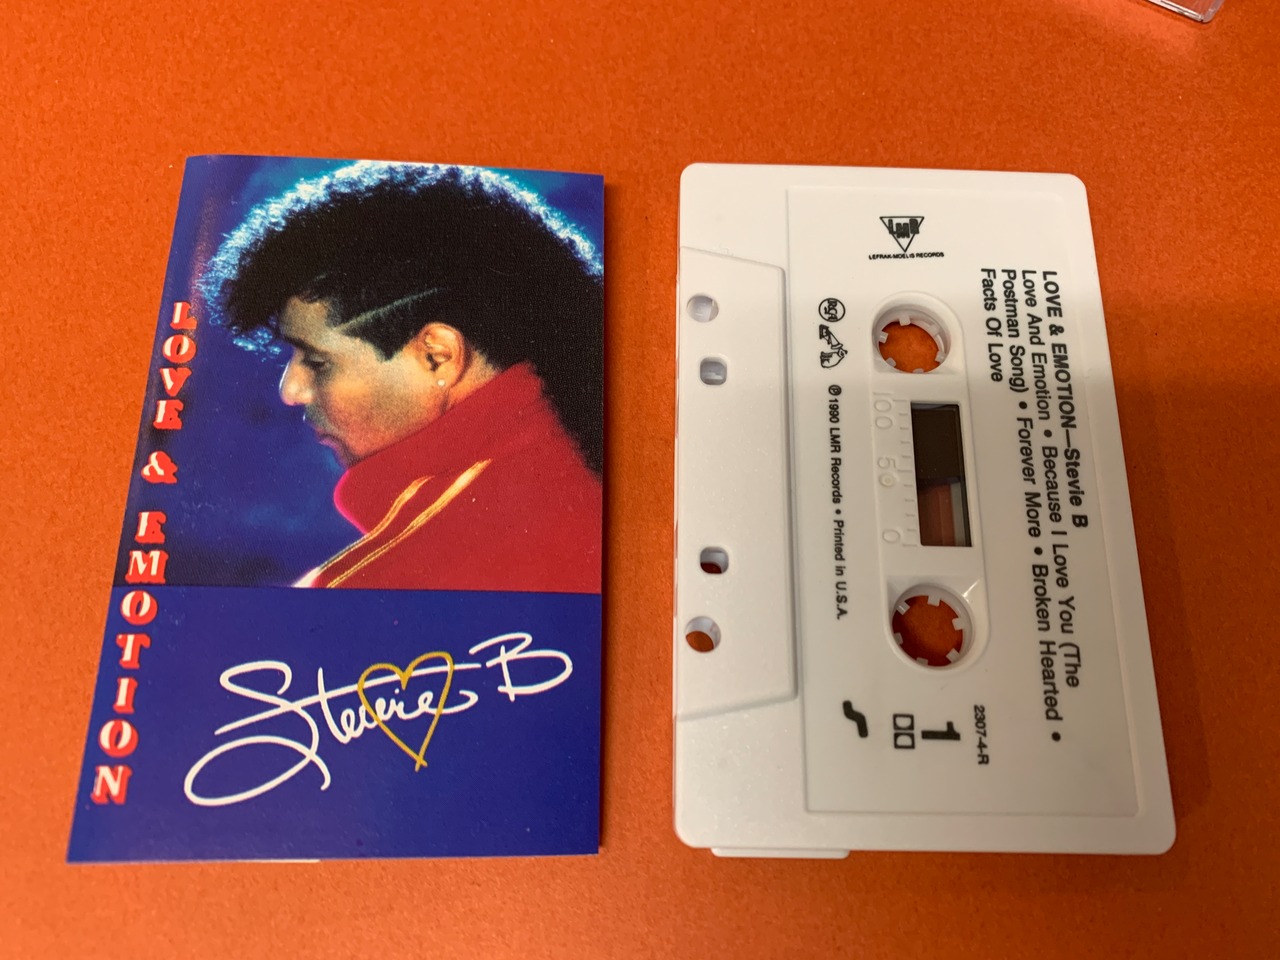 LOVE & EMOTION
Stevie B
LMR
LEFRAK-MOELIS RECORDS
LOVE & EMOTION—Stevie B
Love And Emotion • Because I Love You (The
Postman Song) • Forever More • Broken Hearted •
Facts Of Love
RCA
℗ 1990 LMR Records • Printed in U.S.A.
100 50 0
2307-4-R
1